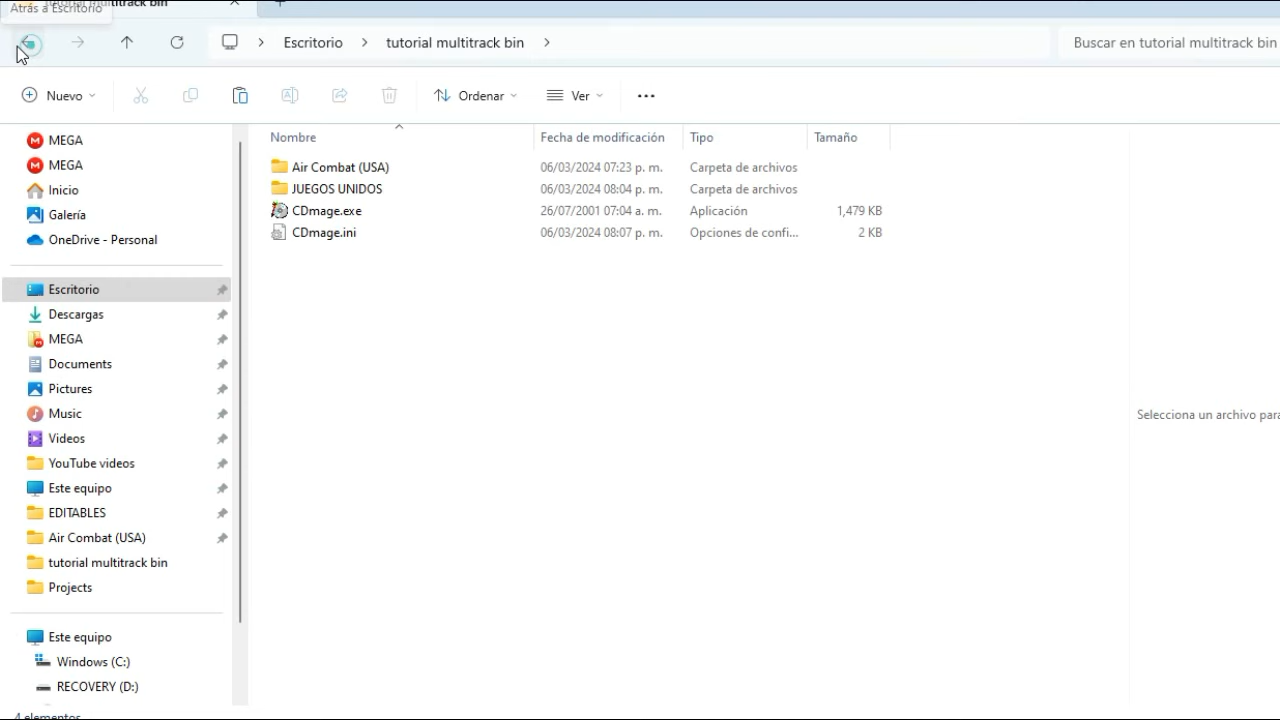 tutorial multitrack bin
Atrás a Escritorio
Escritorio
tutorial multitrack bin
Buscar en tutorial multitrack bin
Nuevo
Ordenar
Ver
Nombre
Fecha de modificación
Tipo
Tamaño
Air Combat (USA)
06/03/2024 07:23 p. m.
Carpeta de archivos
JUEGOS UNIDOS
06/03/2024 08:04 p. m.
Carpeta de archivos
CDmage.exe
26/07/2001 07:04 a. m.
Aplicación
1,479 KB
CDmage.ini
06/03/2024 08:07 p. m.
Opciones de confi...
2 KB
MEGA
MEGA
Inicio
Galería
OneDrive - Personal
Escritorio
Descargas
MEGA
Documents
Pictures
Music
Videos
YouTube videos
Este equipo
EDITABLES
Air Combat (USA)
tutorial multitrack bin
Projects
Este equipo
Windows (C:)
RECOVERY (D:)
Selecciona un archivo para
4 elementos